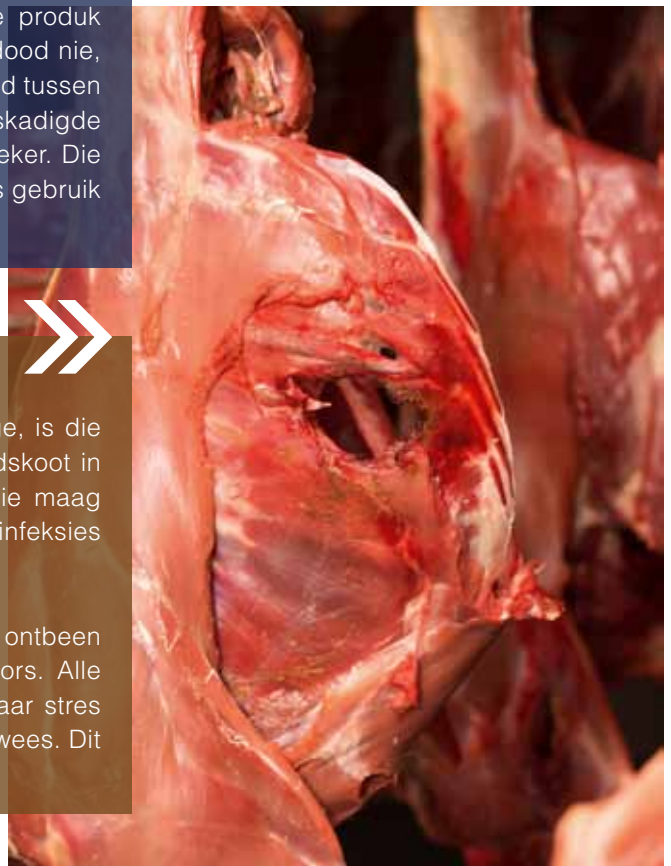 produk
dood nie,
tussen
skadigde
eker. Die
gebruik
e, is die
dskoot in
ie maag
infeksies
ontbeen
ors. Alle
aar stres
wees. Dit